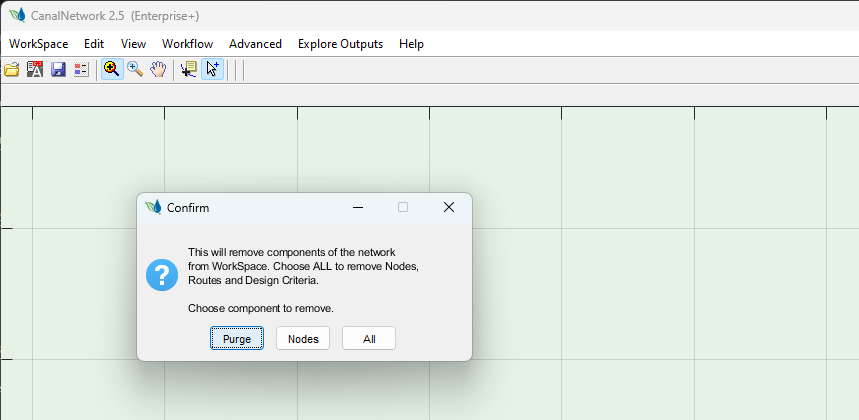 CanalNetwork 2.5  (Enterprise+)
WorkSpace Edit View Workflow Advanced Explore Outputs Help
Confirm
This will remove components of the network
from WorkSpace. Choose ALL to remove Nodes,
Routes and Design Criteria.
Choose component to remove.
Purge Nodes All